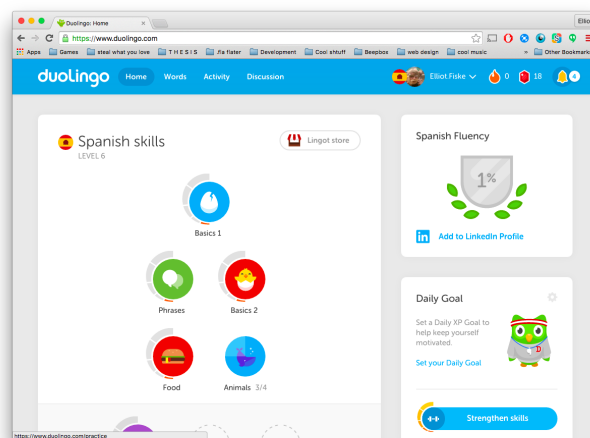 Duolingo: Home
Elliot
https://www.duolingo.com
Apps Games steal what you love T H E S I S .fla flater Development Cool shtuff Beepbox web design cool music » Other Bookmarks
duolingo Home Words Activity Discussion Elliot Fiske 0 18 4
Spanish skills
LEVEL 6
Lingot store
Basics 1
Phrases
Basics 2
Food
Animals 3/4
Spanish Fluency
1%
in Add to LinkedIn Profile
Daily Goal
Set a Daily XP Goal to
help keep yourself
motivated.
Set your Daily Goal
D
Strengthen skills
https://www.duolingo.com/practice